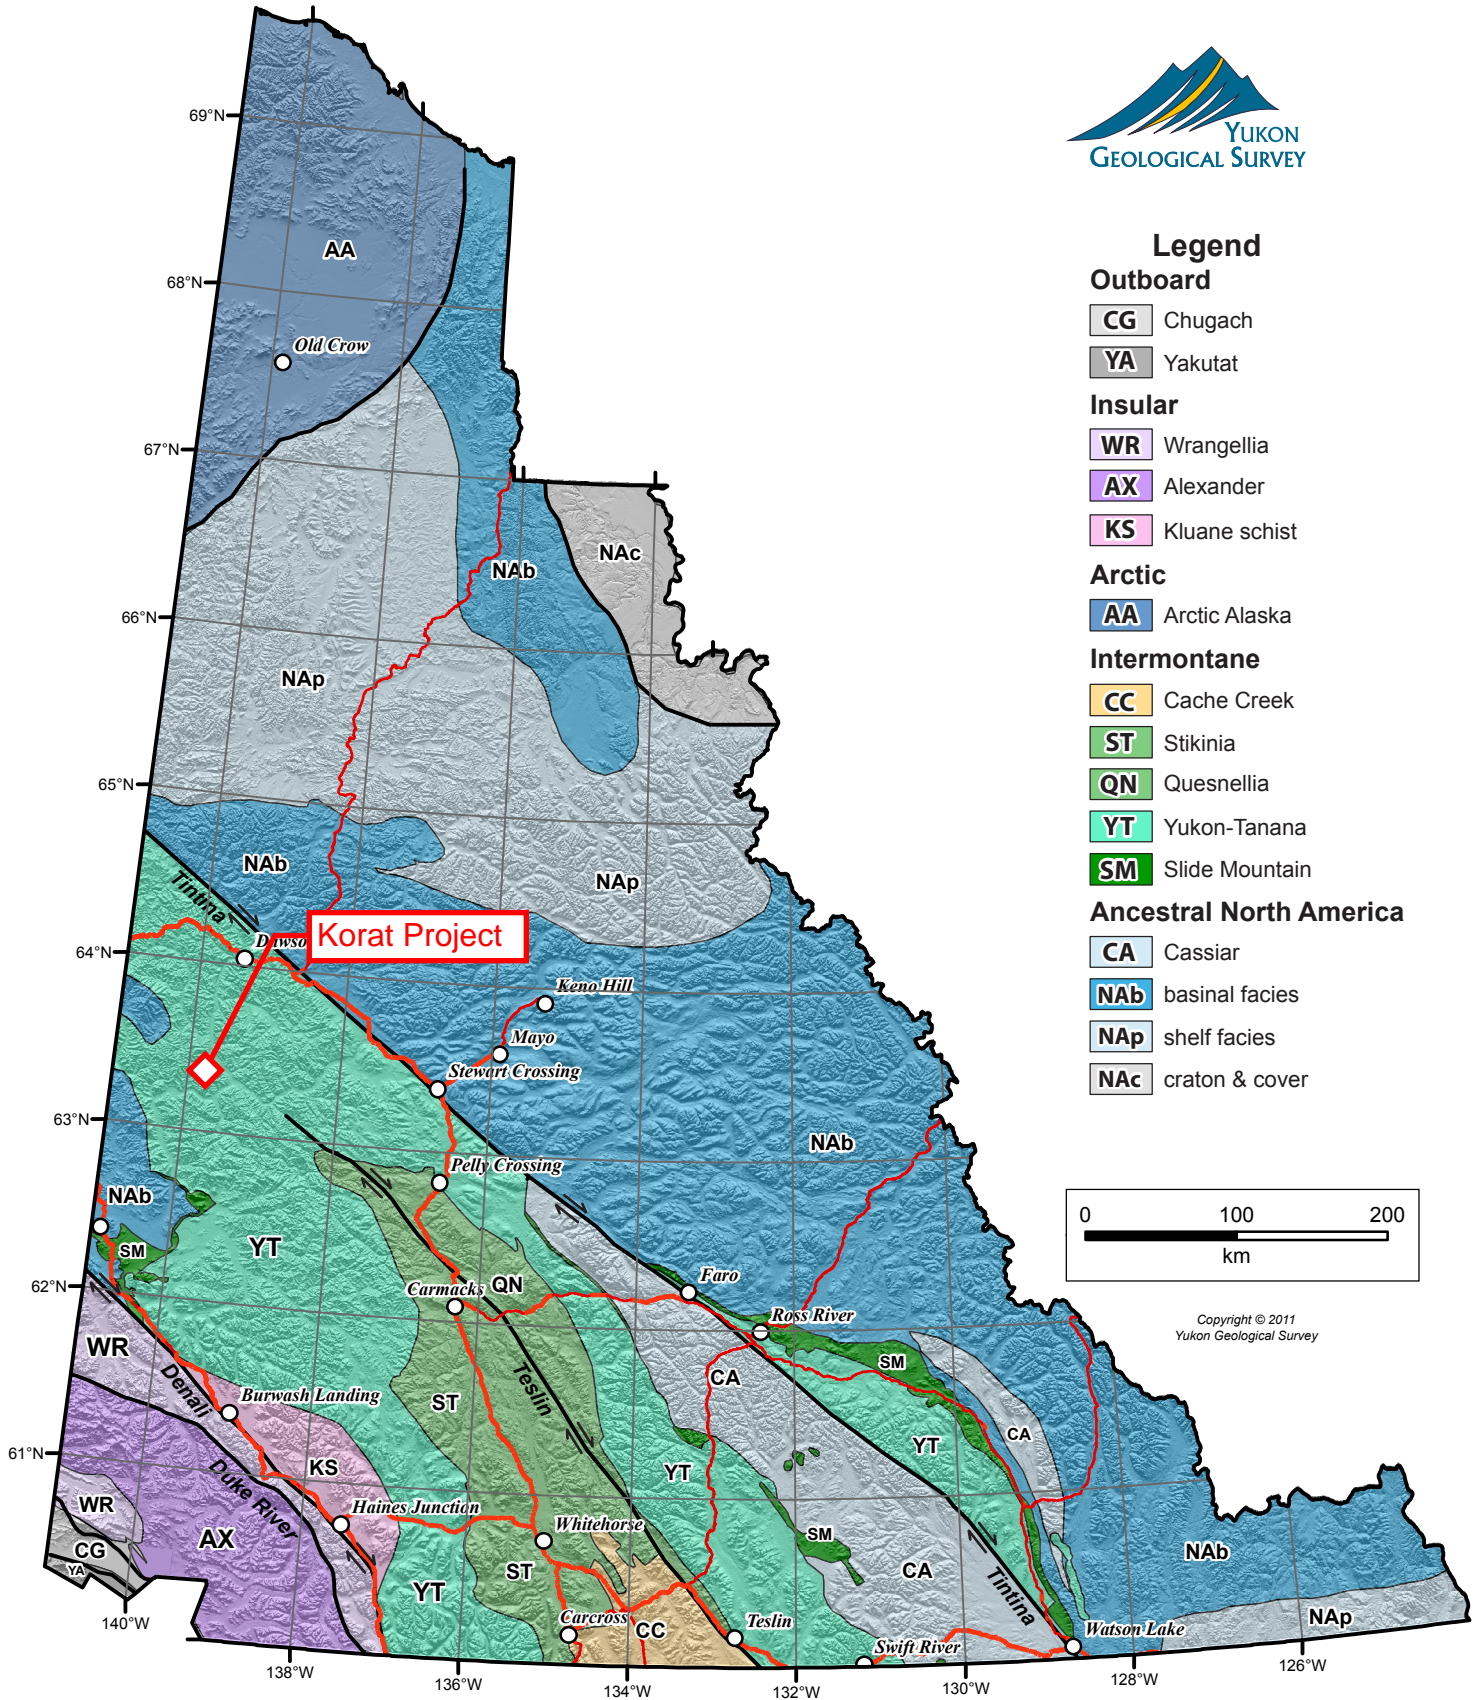 YUKON
GEOLOGICAL SURVEY
Legend
Outboard
CG Chugach
YA Yakutat
Insular
WR Wrangellia
AX Alexander
KS Kluane schist
Arctic
AA Arctic Alaska
Intermontane
CC Cache Creek
ST Stikinia
QN Quesnellia
YT Yukon-Tanana
SM Slide Mountain
Ancestral North America
CA Cassiar
NAb basinal facies
NAp shelf facies
NAc craton & cover
0 100 200
km
Copyright © 2011
Yukon Geological Survey
69°N
68°N
67°N
66°N
65°N
64°N
63°N
62°N
61°N
140°W
138°W
136°W
134°W
132°W
130°W
128°W
126°W
AA
Old Crow
NAc
NAb
NAp
NAb
NAp
Tintina
Dawso
Korat Project
Keno Hill
Mayo
Stewart Crossing
NAb
Pelly Crossing
NAb
SM
YT
QN
Carmacks
Faro
Ross River
WR
Denali
Burwash Landing
ST
Teslin
CA
SM
CA
YT
KS
Duke River
YT
WR
Haines Junction
Whitehorse
SM
AX
CG
YA
YT
ST
CA
NAb
Tintina
Carcross
CC
Teslin
Swift River
Watson Lake
NAp